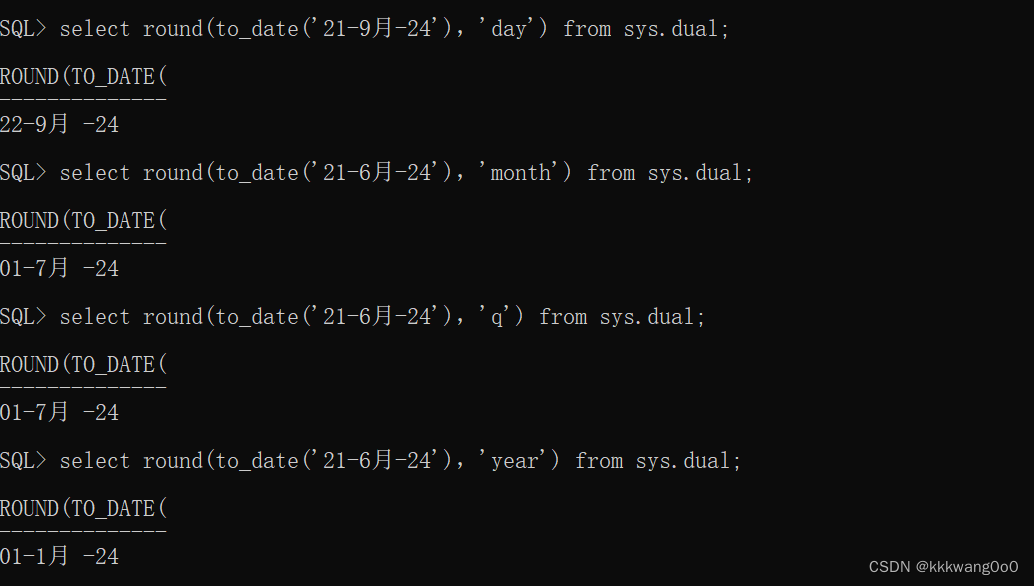 SQL> select round(to_date('21-9月-24'),'day') from sys.dual;
ROUND(TO_DATE(
--------------
22-9月 -24
SQL> select round(to_date('21-6月-24'),'month') from sys.dual;
ROUND(TO_DATE(
--------------
01-7月 -24
SQL> select round(to_date('21-6月-24'),'q') from sys.dual;
ROUND(TO_DATE(
--------------
01-7月 -24
SQL> select round(to_date('21-6月-24'),'year') from sys.dual;
ROUND(TO_DATE(
--------------
01-1月 -24
CSDN @kkkwang0o0